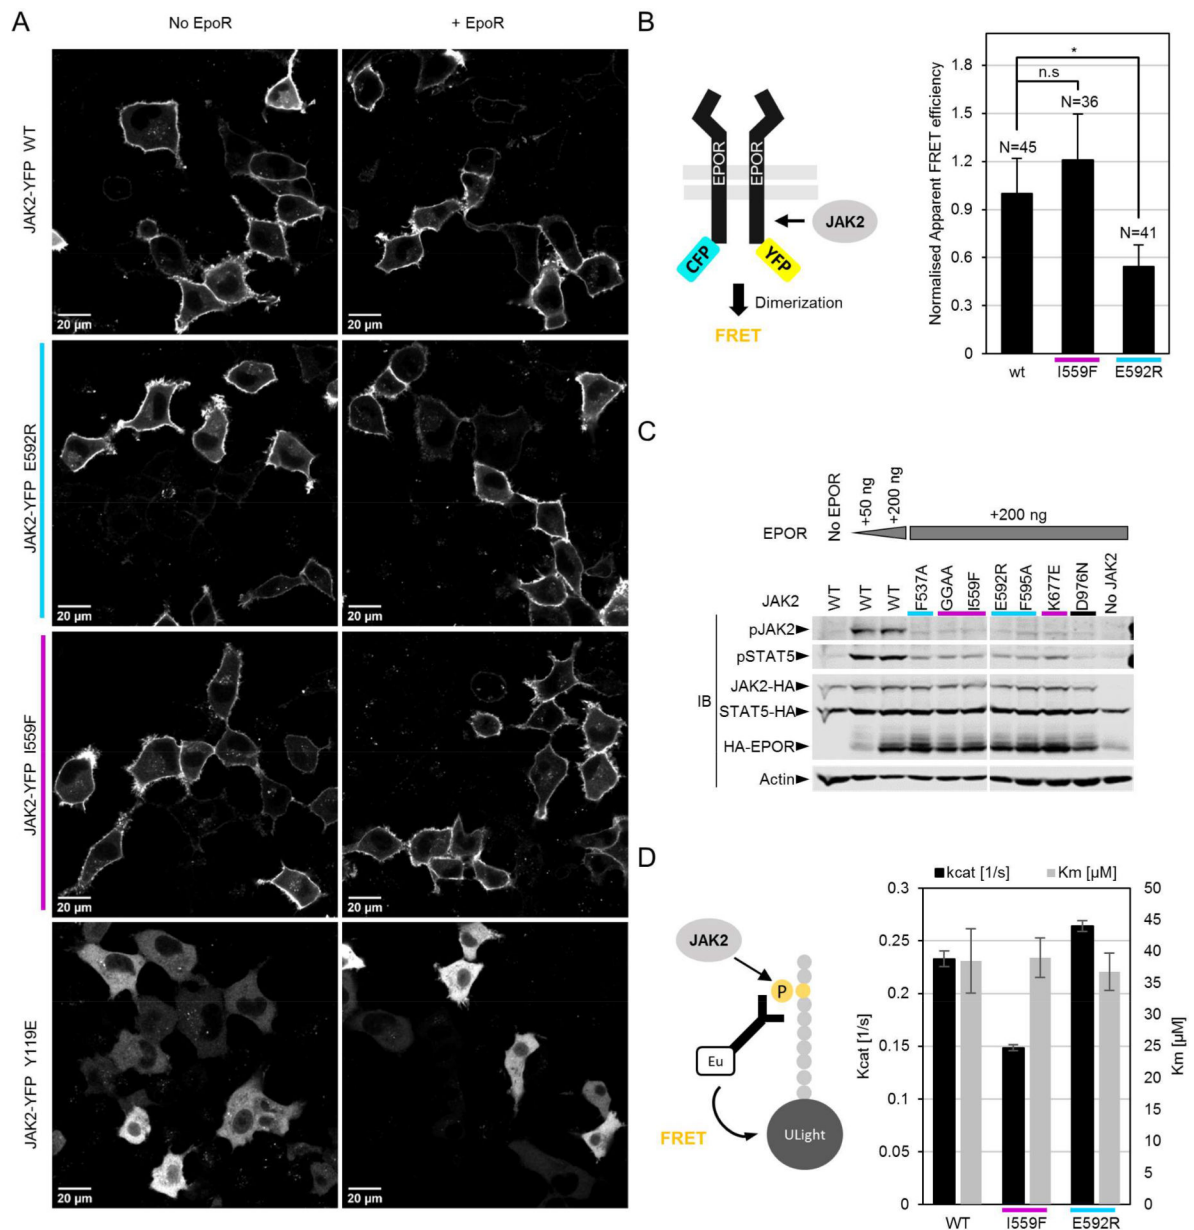 A
No EpoR
+ EpoR
JAK2-YFP WT
20 µm
20 µm
JAK2-YFP E592R
20 µm
20 µm
JAK2-YFP I559F
20 µm
20 µm
JAK2-YFP Y119E
20 µm
20 µm
B
EPOR
EPOR
JAK2
CFP
YFP
Dimerization
FRET
Normalised Apparent FRET efficiency
1.8
1.5
1.2
0.9
0.6
0.3
0
*
n.s
N=45
N=36
N=41
wt
I559F
E592R
C
EPOR
No EPOR
+50 ng
+200 ng
+200 ng
JAK2
WT
WT
WT
F537A
GGAA
I559F
E592R
F595A
K677E
D976N
No JAK2
IB
pJAK2
pSTAT5
JAK2-HA
STAT5-HA
HA-EPOR
Actin
D
JAK2
P
Eu
FRET
ULight
kcat [1/s]
Km [µM]
Kcat [1/s]
0.3
0.25
0.2
0.15
0.1
0.05
0
50
45
40
35
30
25
20
15
10
5
0
Km [µM]
WT
I559F
E592R